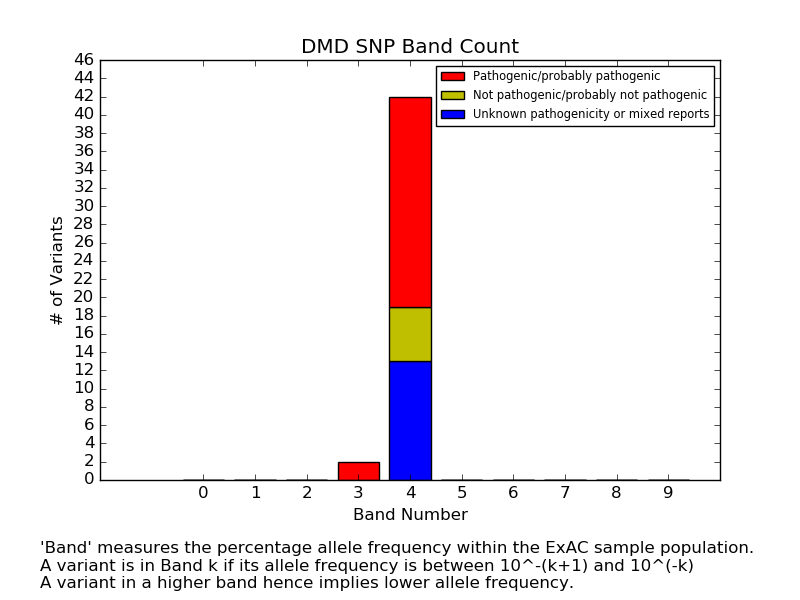 DMD SNP Band Count
46
44
42
40
38
36
34
32
30
28
26
24
22
20
18
16
14
12
10
8
6
4
2
0
# of Variants
Pathogenic/probably pathogenic
Not pathogenic/probably not pathogenic
Unknown pathogenicity or mixed reports
0 1 2 3 4 5 6 7 8 9
Band Number
'Band' measures the percentage allele frequency within the ExAC sample population.
A variant is in Band k if its allele frequency is between 10^-(k+1) and 10^(-k)
A variant in a higher band hence implies lower allele frequency.